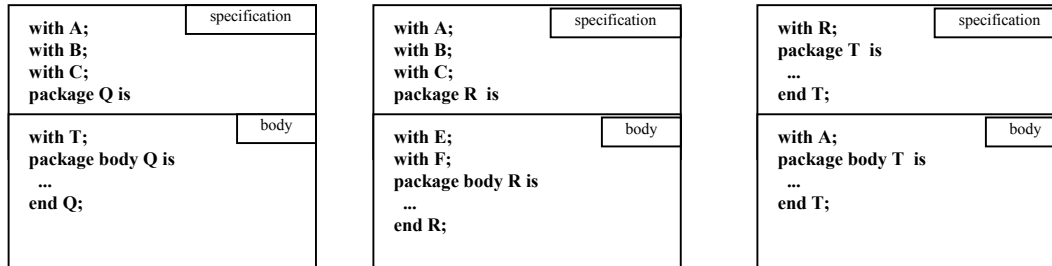 specification
with A;
with B;
with C;
package Q is
body
with T;
package body Q is
...
end Q;
specification
with A;
with B;
with C;
package R is
body
with E;
with F;
package body R is
...
end R;
specification
with R;
package T is
...
end T;
body
with A;
package body T is
...
end T;